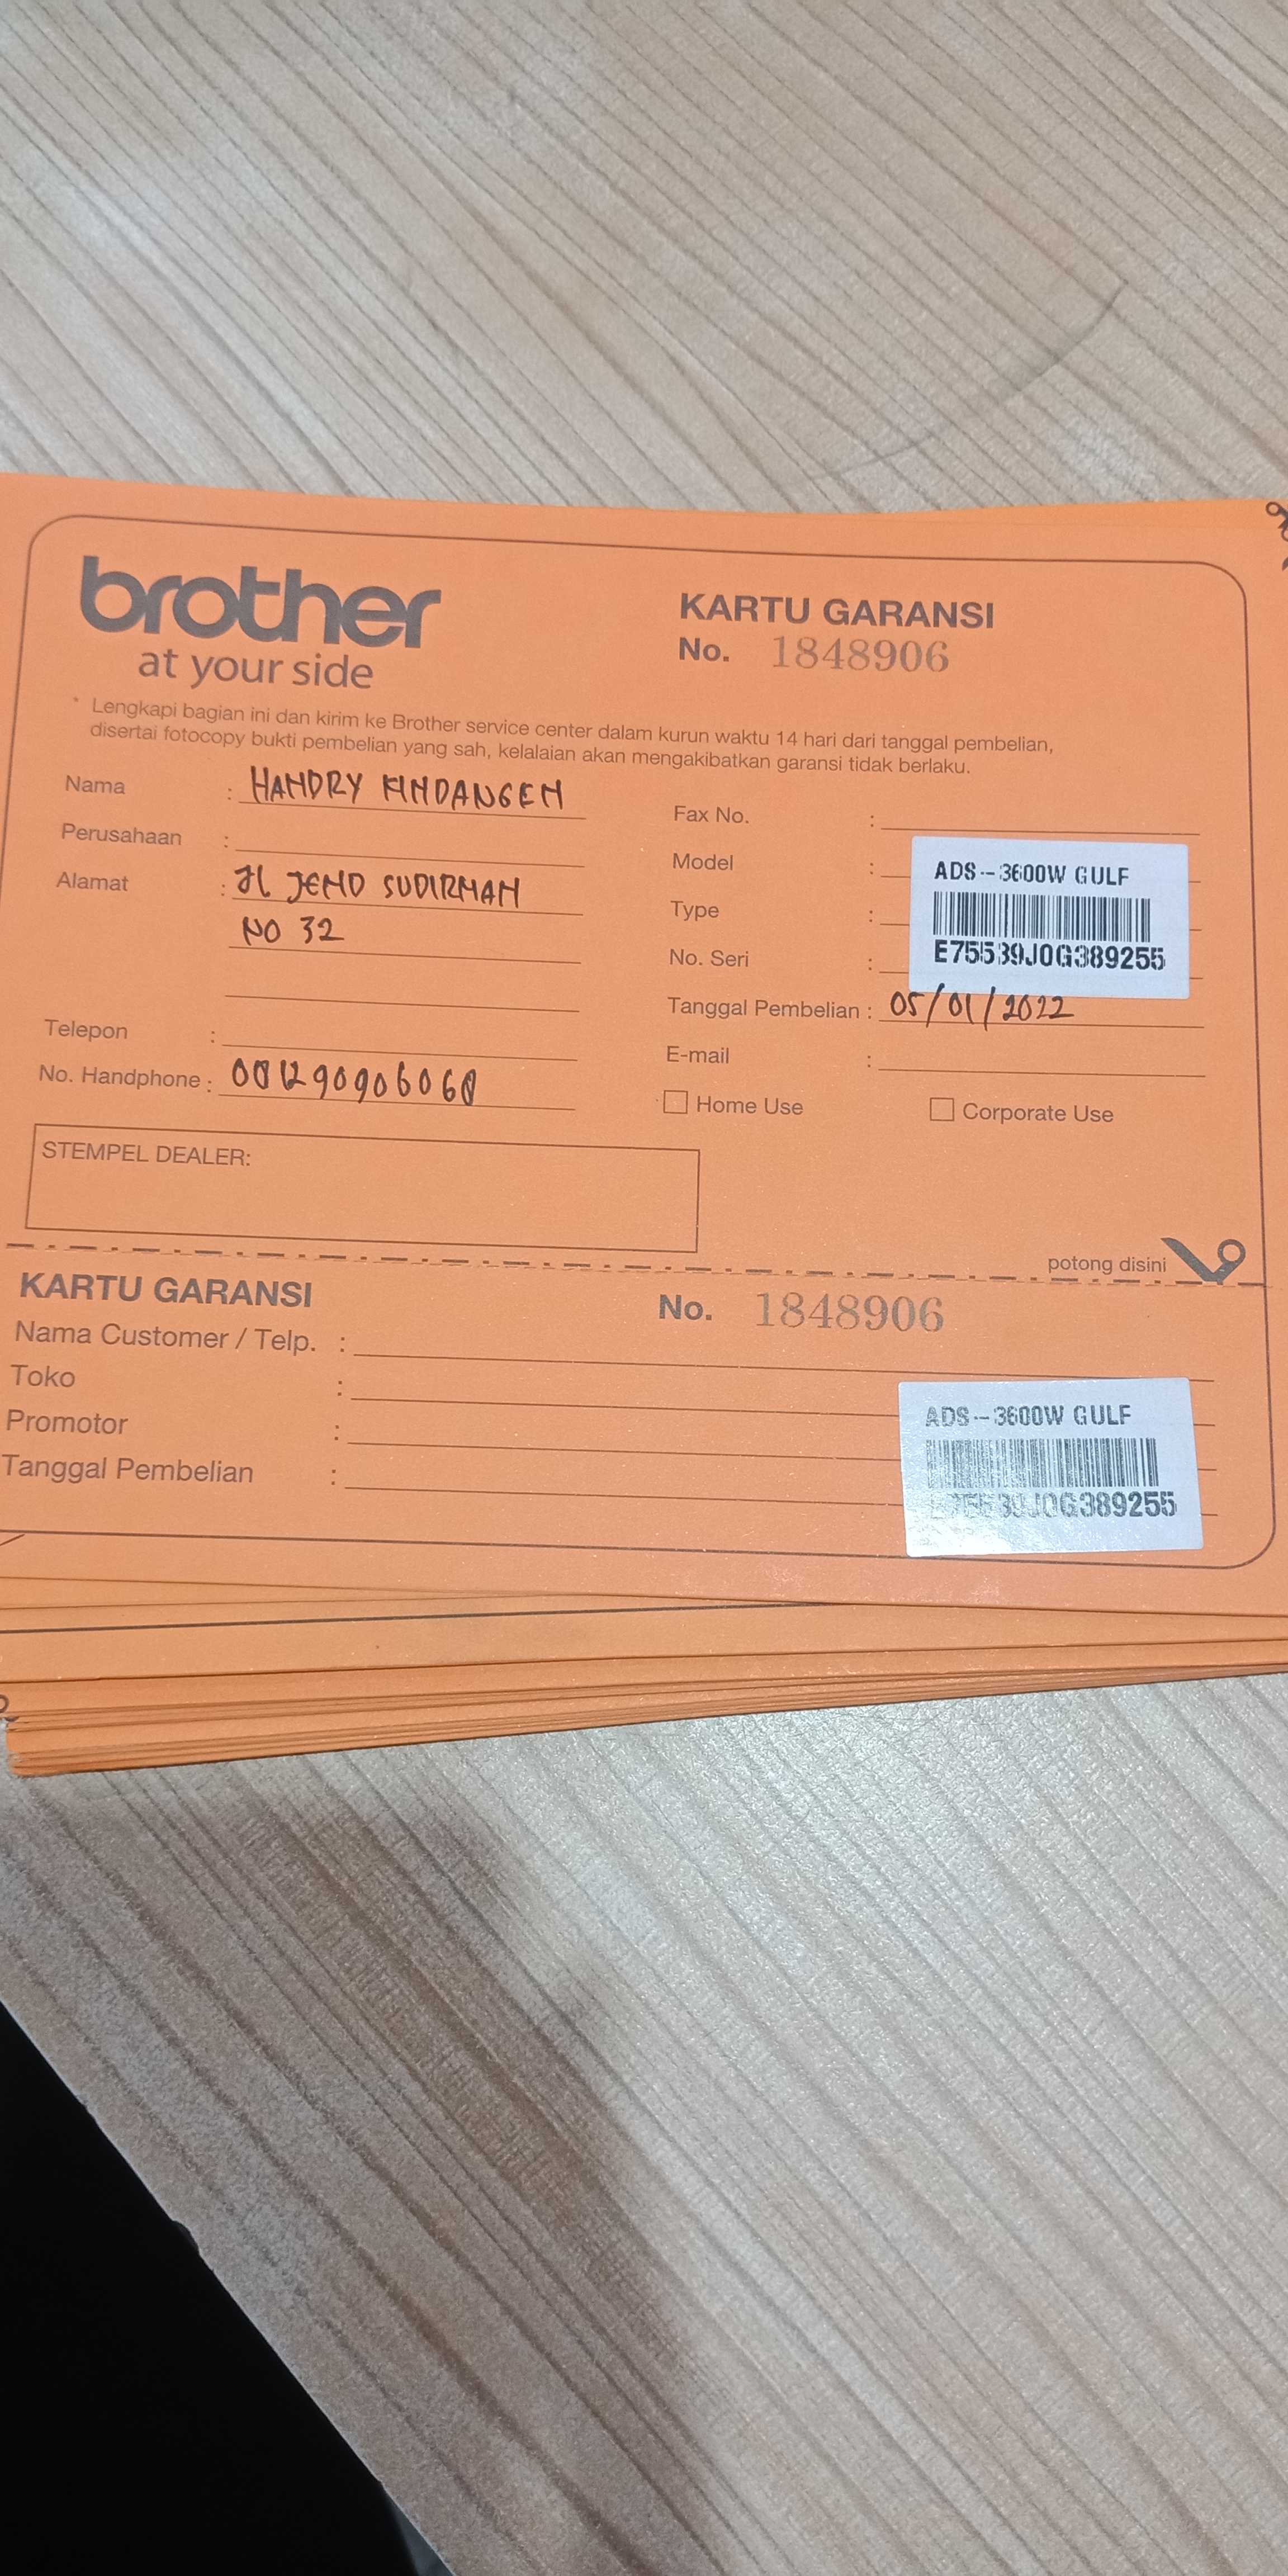 brother
at your side
KARTU GARANSI
No. 1848906
* Lengkapi bagian ini dan kirim ke Brother service center dalam kurun waktu 14 hari dari tanggal pembelian,
disertai fotocopy bukti pembelian yang sah, kelalaian akan mengakibatkan garansi tidak berlaku.
Nama : HANDRY KINDANGEN
Perusahaan :
Alamat : Jl JEND SUDIRMAN
NO 32
Telepon :
No. Handphone :
Fax No. :
Model :
Type :
No. Seri :
ADS--3600W GULF
E75539J0G389255
Tanggal Pembelian : 05/01/2022
E-mail :
Home Use
Corporate Use
STEMPEL DEALER:
potong disini
KARTU GARANSI
No. 1848906
Nama Customer / Telp. :
Toko :
Promotor :
Tanggal Pembelian :
ADS--3600W GULF
E75539J0G389255